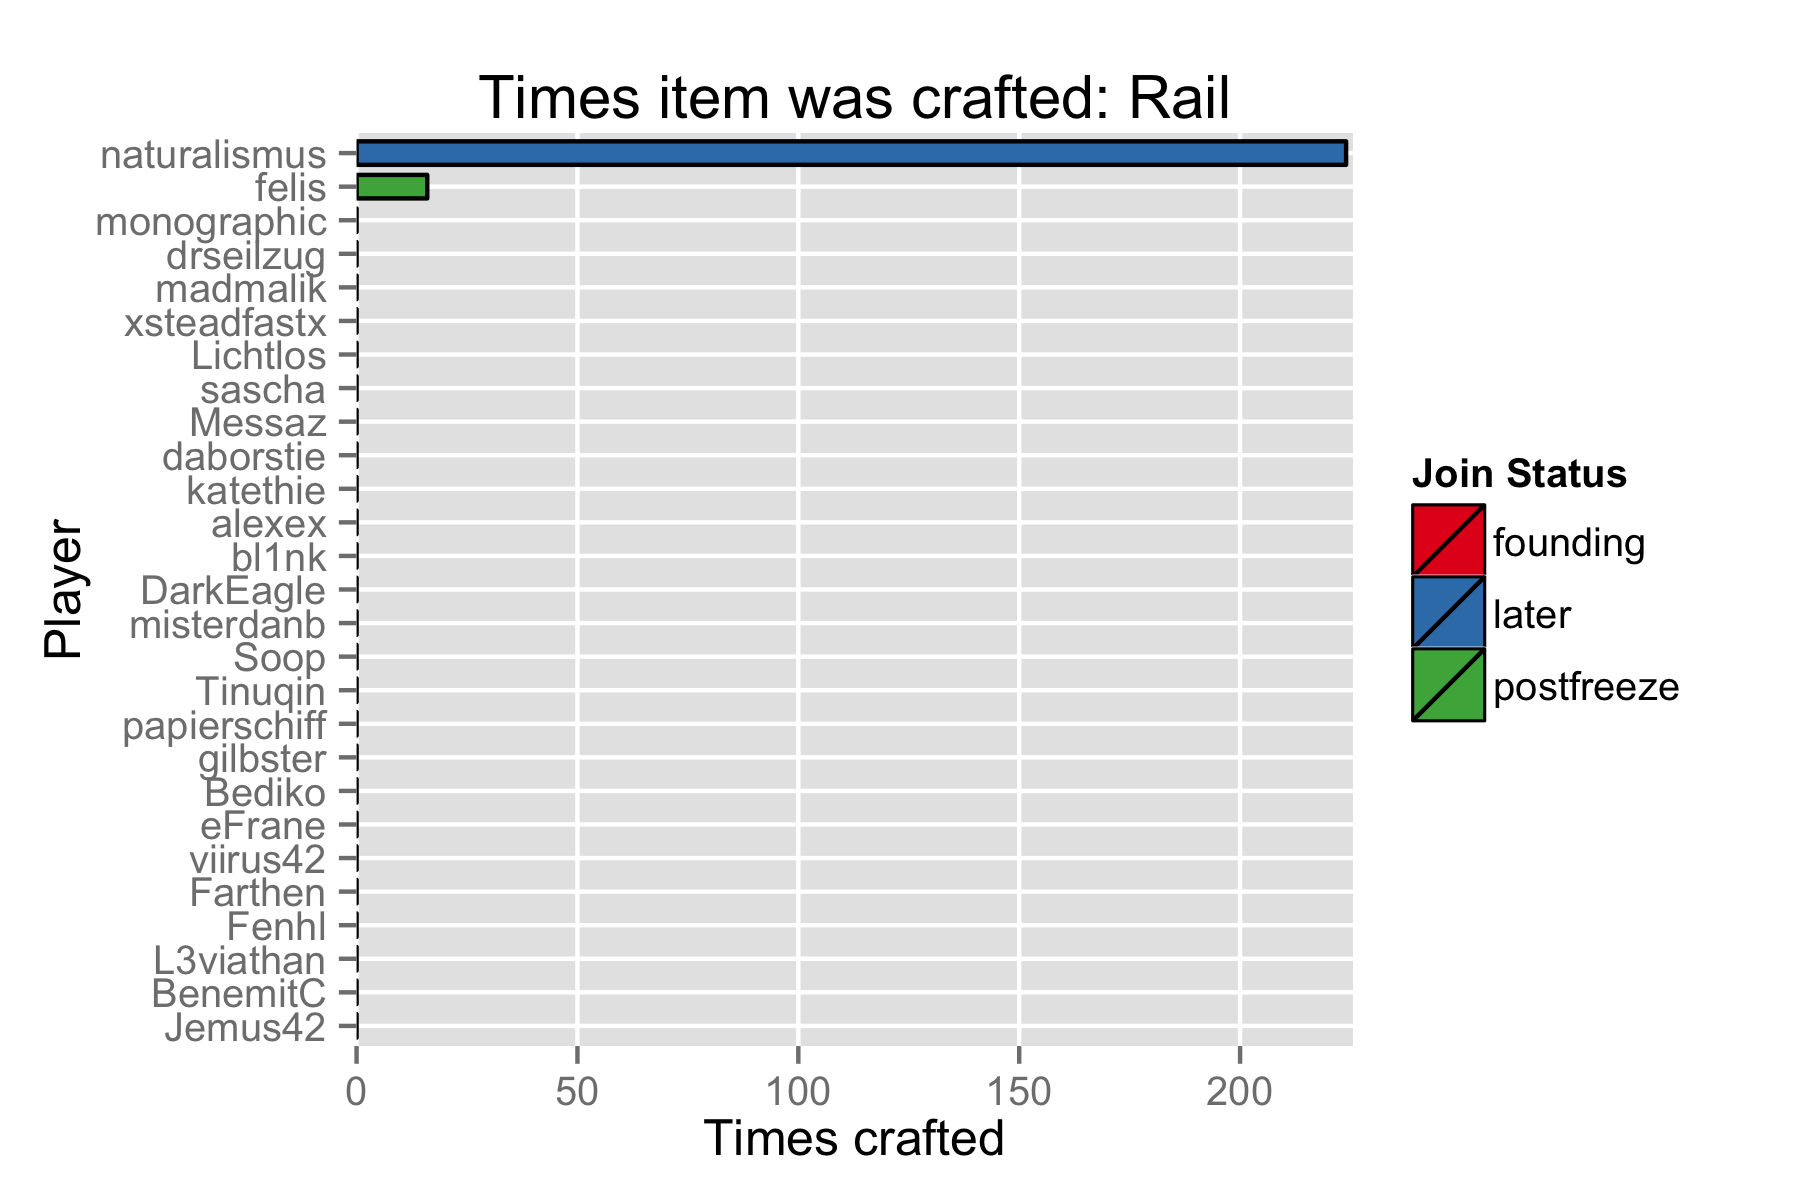 Times item was crafted: Rail
naturalismus
felis
monographic
drseilzug
madmalik
xsteadfastx
Lichtlos
sascha
Messaz
daborstie
katethie
alexex
bl1nk
DarkEagle
misterdanb
Soop
Tinuqin
papierschiff
gilbster
Bediko
eFrane
viirus42
Farthen
Fenhl
L3viathan
BenemitC
Jemus42
Player
0 50 100 150 200
Times crafted
Join Status
founding
later
postfreeze